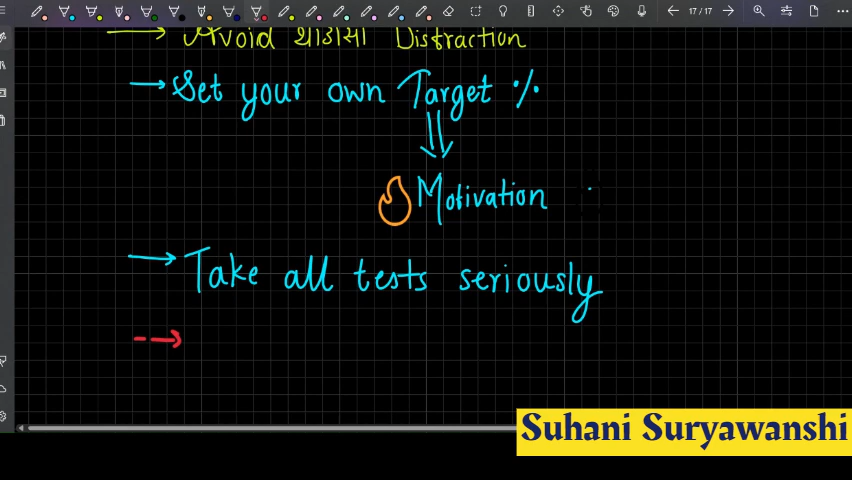 17 / 17
→ Avoid Distraction
→ Set your own Target %
Motivation
→ Take all tests seriously
Suhani Suryawanshi